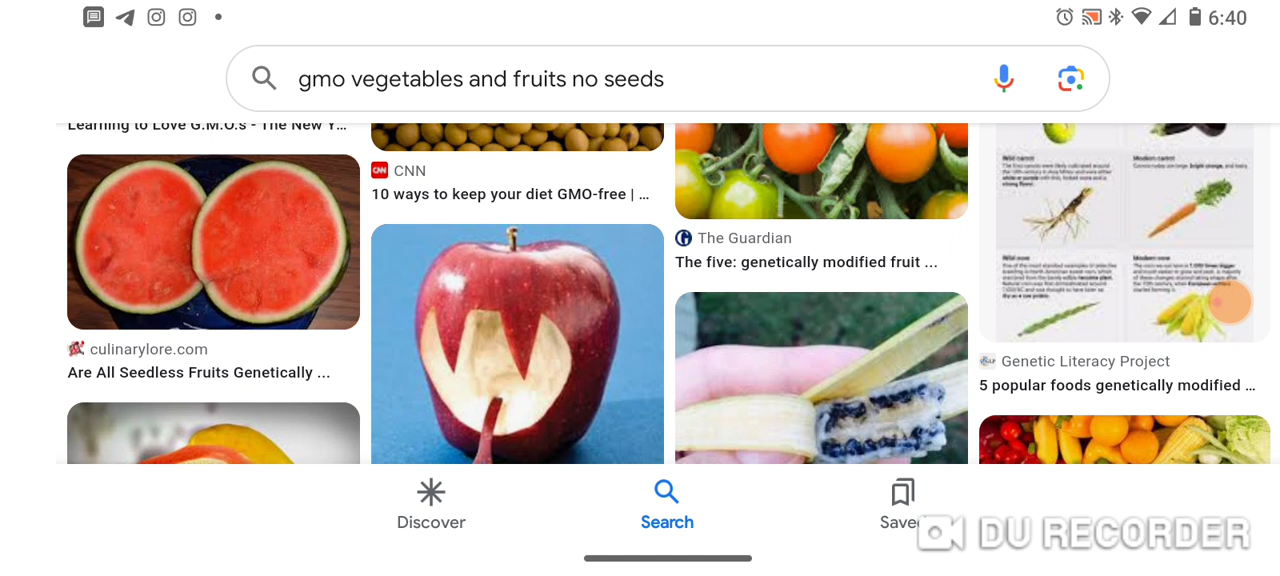 6:40
gmo vegetables and fruits no seeds
Learning to Love G.M.O.s - The New Y...
culinarylore.com
Are All Seedless Fruits Genetically ...
CNN
10 ways to keep your diet GMO-free | ...
The Guardian
The five: genetically modified fruit ...
Wild carrot
Modern carrot
Wild corn
Modern corn
Genetic Literacy Project
5 popular foods genetically modified ...
Discover
Search
Saved
DU RECORDER